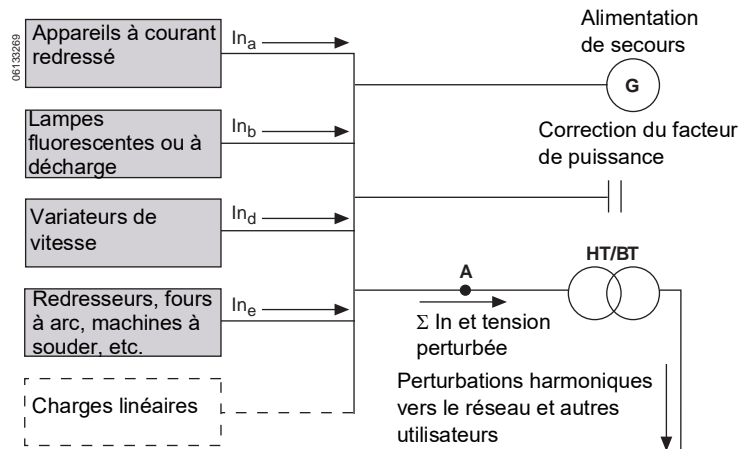 06133269
Appareils à courant
redressé
In_a
Alimentation
de secours
G
Lampes
fluorescentes ou à
décharge
In_b
Correction du facteur
de puissance
Variateurs de
vitesse
In_d
HT/BT
A
Redresseurs, fours
à arc, machines à
souder, etc.
In_e
Σ In et tension
perturbée
Charges linéaires
Perturbations harmoniques
vers le réseau et autres
utilisateurs